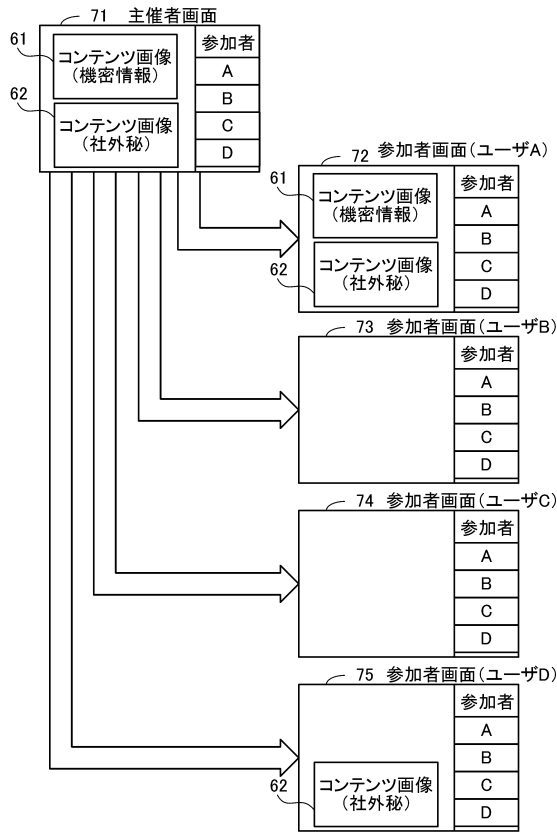 71 主催者画面
61
コンテンツ画像
(機密情報)
62
コンテンツ画像
(社外秘)
参加者
A
B
C
D
72 参加者画面(ユーザA)
61
コンテンツ画像
(機密情報)
62
コンテンツ画像
(社外秘)
参加者
A
B
C
D
73 参加者画面(ユーザB)
参加者
A
B
C
D
74 参加者画面(ユーザC)
参加者
A
B
C
D
75 参加者画面(ユーザD)
参加者
A
B
C
D
62
コンテンツ画像
(社外秘)